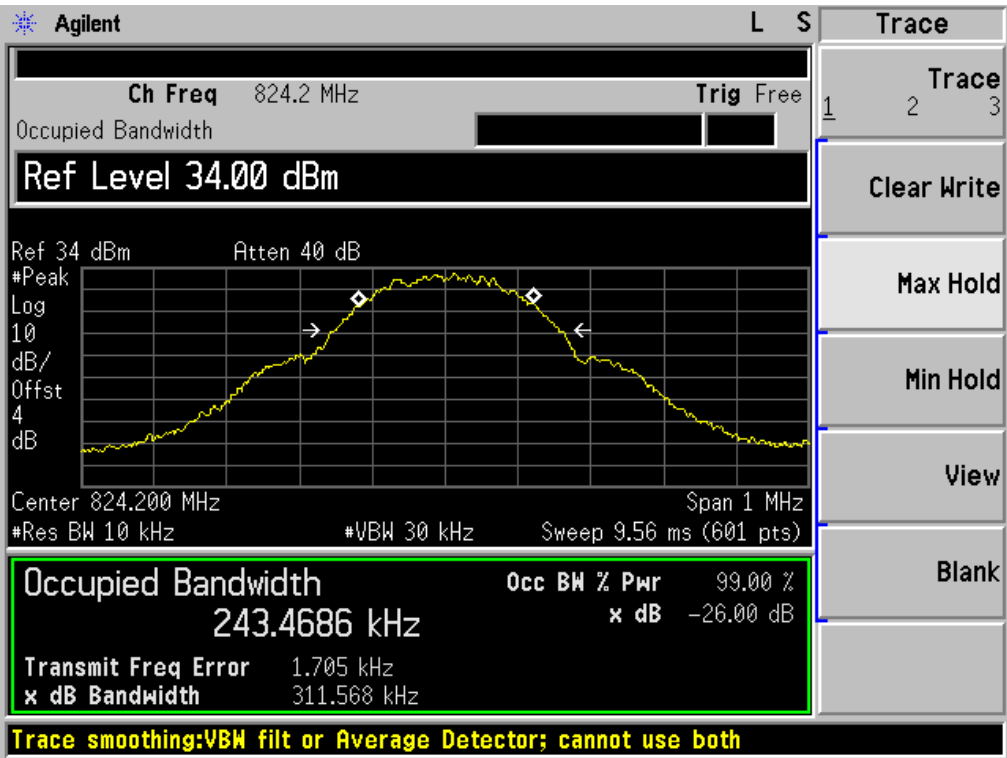 Agilent L S Trace
Ch Freq 824.2 MHz Trig Free
Occupied Bandwidth
Trace
1 2 3
Ref Level 34.00 dBm
Clear Write
Ref 34 dBm Atten 40 dB
#Peak
Log
10
dB/
Offst
4
dB
Max Hold
Min Hold
View
Center 824.200 MHz Span 1 MHz
#Res BW 10 kHz #VBW 30 kHz Sweep 9.56 ms (601 pts)
Blank
Occupied Bandwidth Occ BW % Pwr 99.00 %
243.4686 kHz x dB -26.00 dB
Transmit Freq Error 1.705 kHz
x dB Bandwidth 311.568 kHz
Trace smoothing:VBW filt or Average Detector; cannot use both